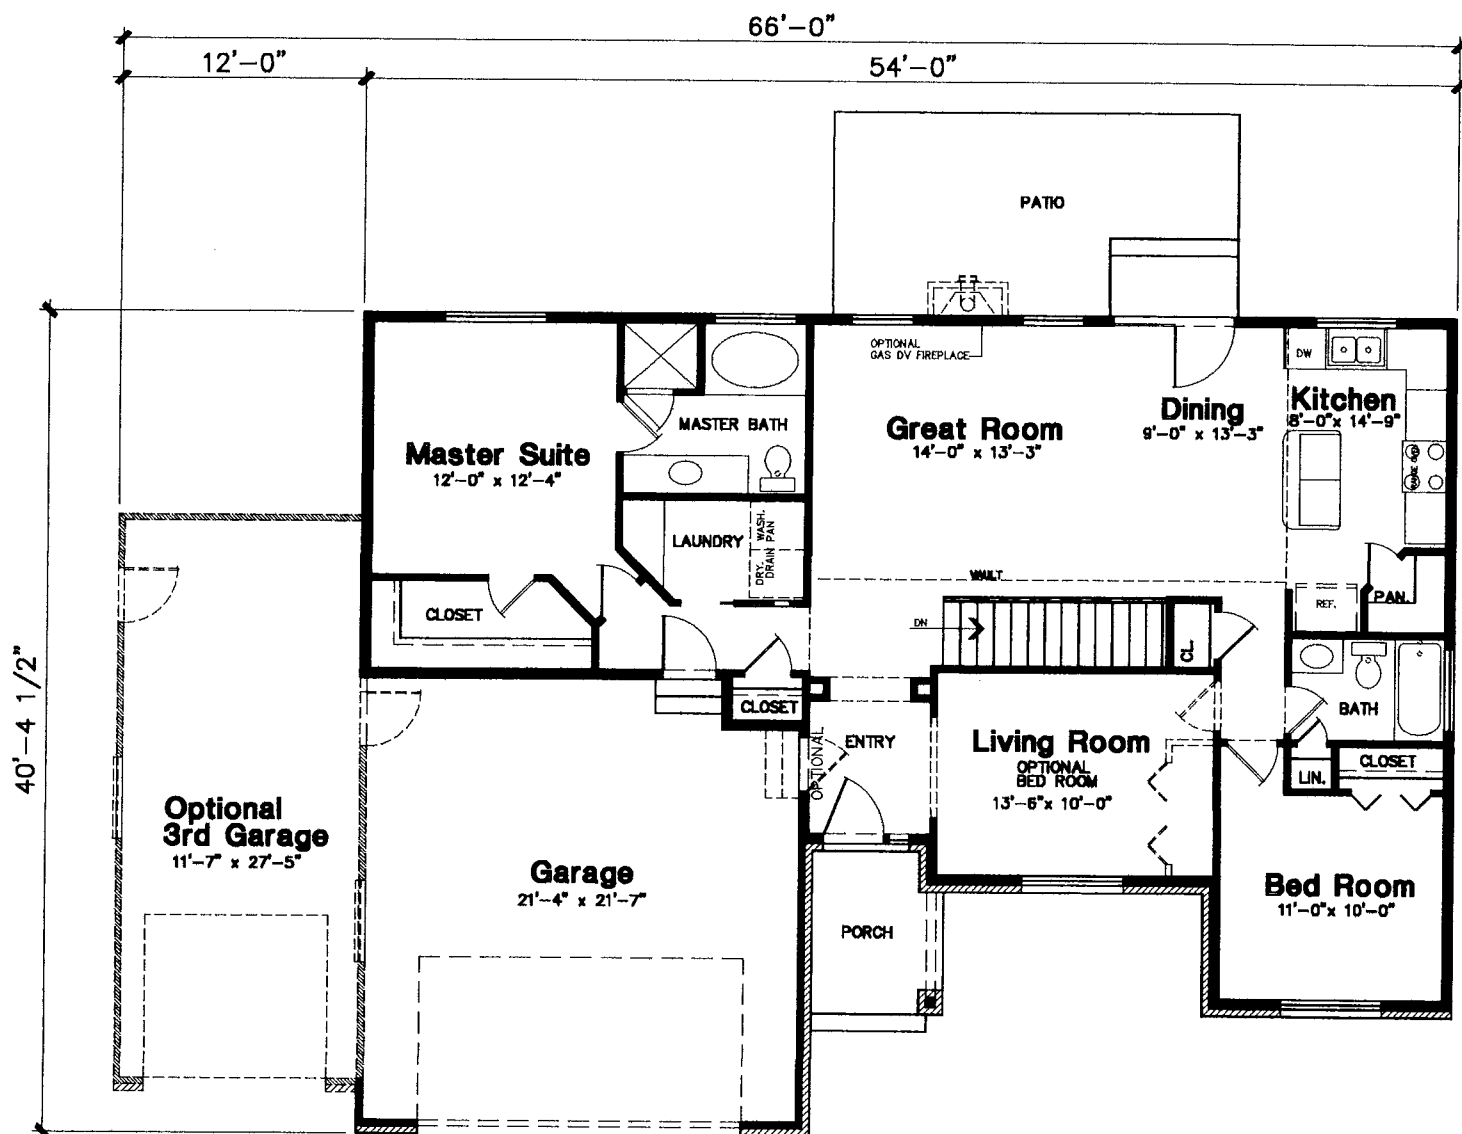 66'-0"
12'-0"
54'-0"
PATIO
OPTIONAL
GAS DV FIREPLACE
DW
Kitchen
8'-0"x 14'-9"
Dining
9'-0" x 13'-3"
Great Room
14'-0" x 13'-3"
MASTER BATH
Master Suite
12'-0" x 12'-4"
RANGE OVEN
LAUNDRY
WASH.
DRY.
DRAIN PAN
VAULT
CLOSET
DN
CL.
REF.
PAN.
40'-4 1/2"
CLOSET
ENTRY
OPTIONAL
Living Room
OPTIONAL
BED ROOM
13'-6"x 10'-0"
BATH
LIN.
CLOSET
Optional
3rd Garage
11'-7" x 27'-5"
Garage
21'-4" x 21'-7"
Bed Room
11'-0"x 10'-0"
PORCH